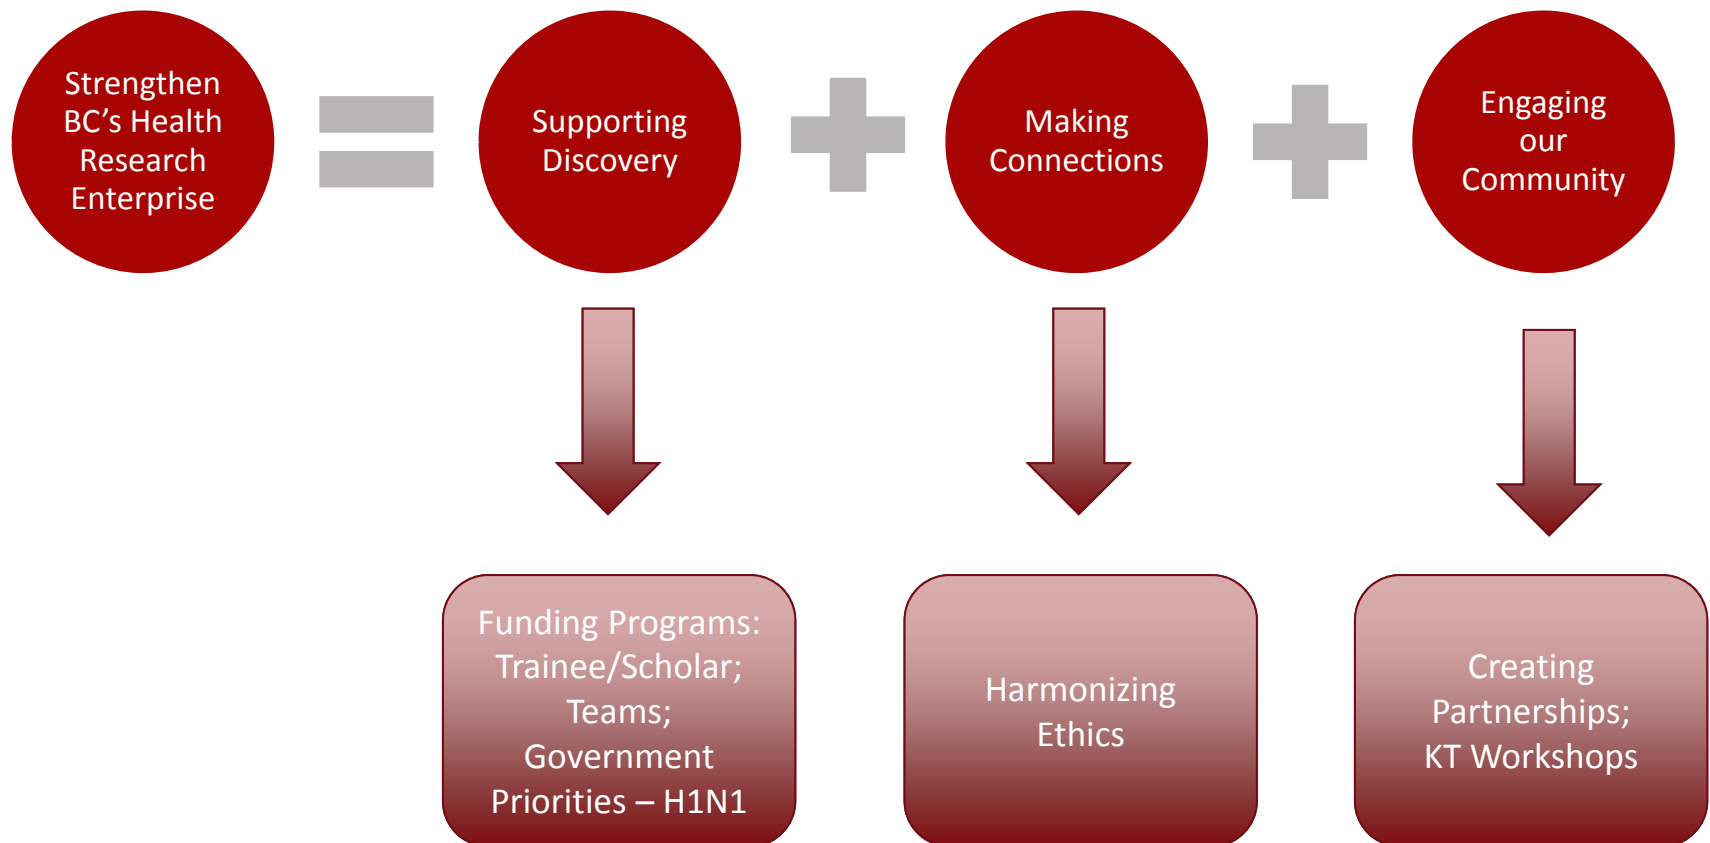 Strengthen
BC’s Health
Research
Enterprise
Supporting
Discovery
Making
Connections
Engaging
our
Community
Funding Programs:
Trainee/Scholar;
Teams;
Government
Priorities – H1N1
Harmonizing
Ethics
Creating
Partnerships;
KT Workshops